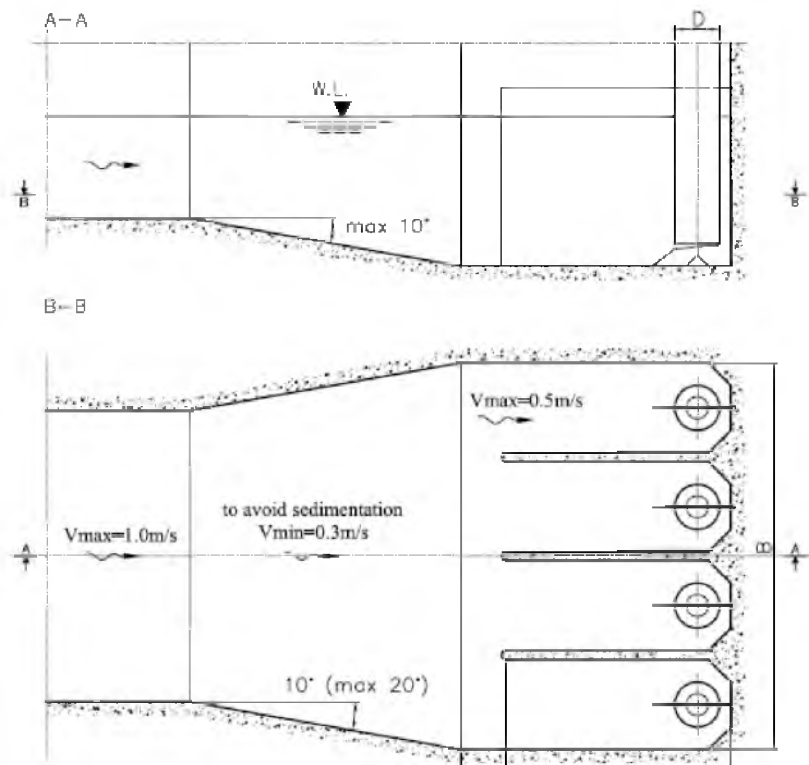 A-A
D
W.L.
B
B
max 10°
B-B
Vmax=0.5m/s
to avoid sedimentation
Vmax=1.0m/s
Vmin=0.3m/s
A
B
A
10° (max 20°)